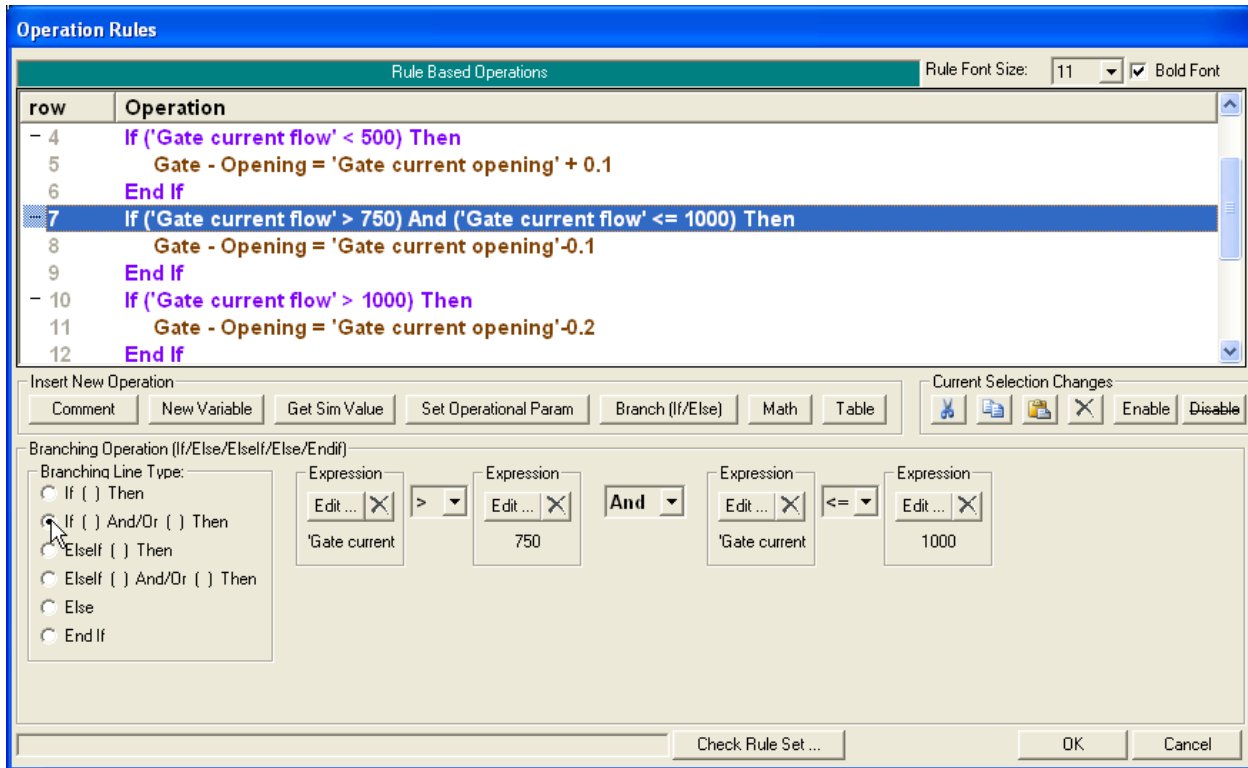 Operation Rules
Rule Based Operations Rule Font Size: 11 Bold Font
row Operation
- 4 If ('Gate current flow' < 500) Then
5 Gate - Opening = 'Gate current opening' + 0.1
6 End If
- 7 If ('Gate current flow' > 750) And ('Gate current flow' <= 1000) Then
8 Gate - Opening = 'Gate current opening'-0.1
9 End If
- 10 If ('Gate current flow' > 1000) Then
11 Gate - Opening = 'Gate current opening'-0.2
12 End If
Insert New Operation Current Selection Changes
Comment New Variable Get Sim Value Set Operational Param Branch (If/Else) Math Table Enable Disable
Branching Operation (If/Else/ElseIf/Else/Endif)
Branching Line Type: Expression Expression Expression Expression
If ( ) Then
Edit ... > Edit ... And Edit ... <= Edit ...
If ( ) And/Or ( ) Then
'Gate current 750 'Gate current 1000
ElseIf ( ) Then
ElseIf ( ) And/Or ( ) Then
Else
End If
Check Rule Set ... OK Cancel